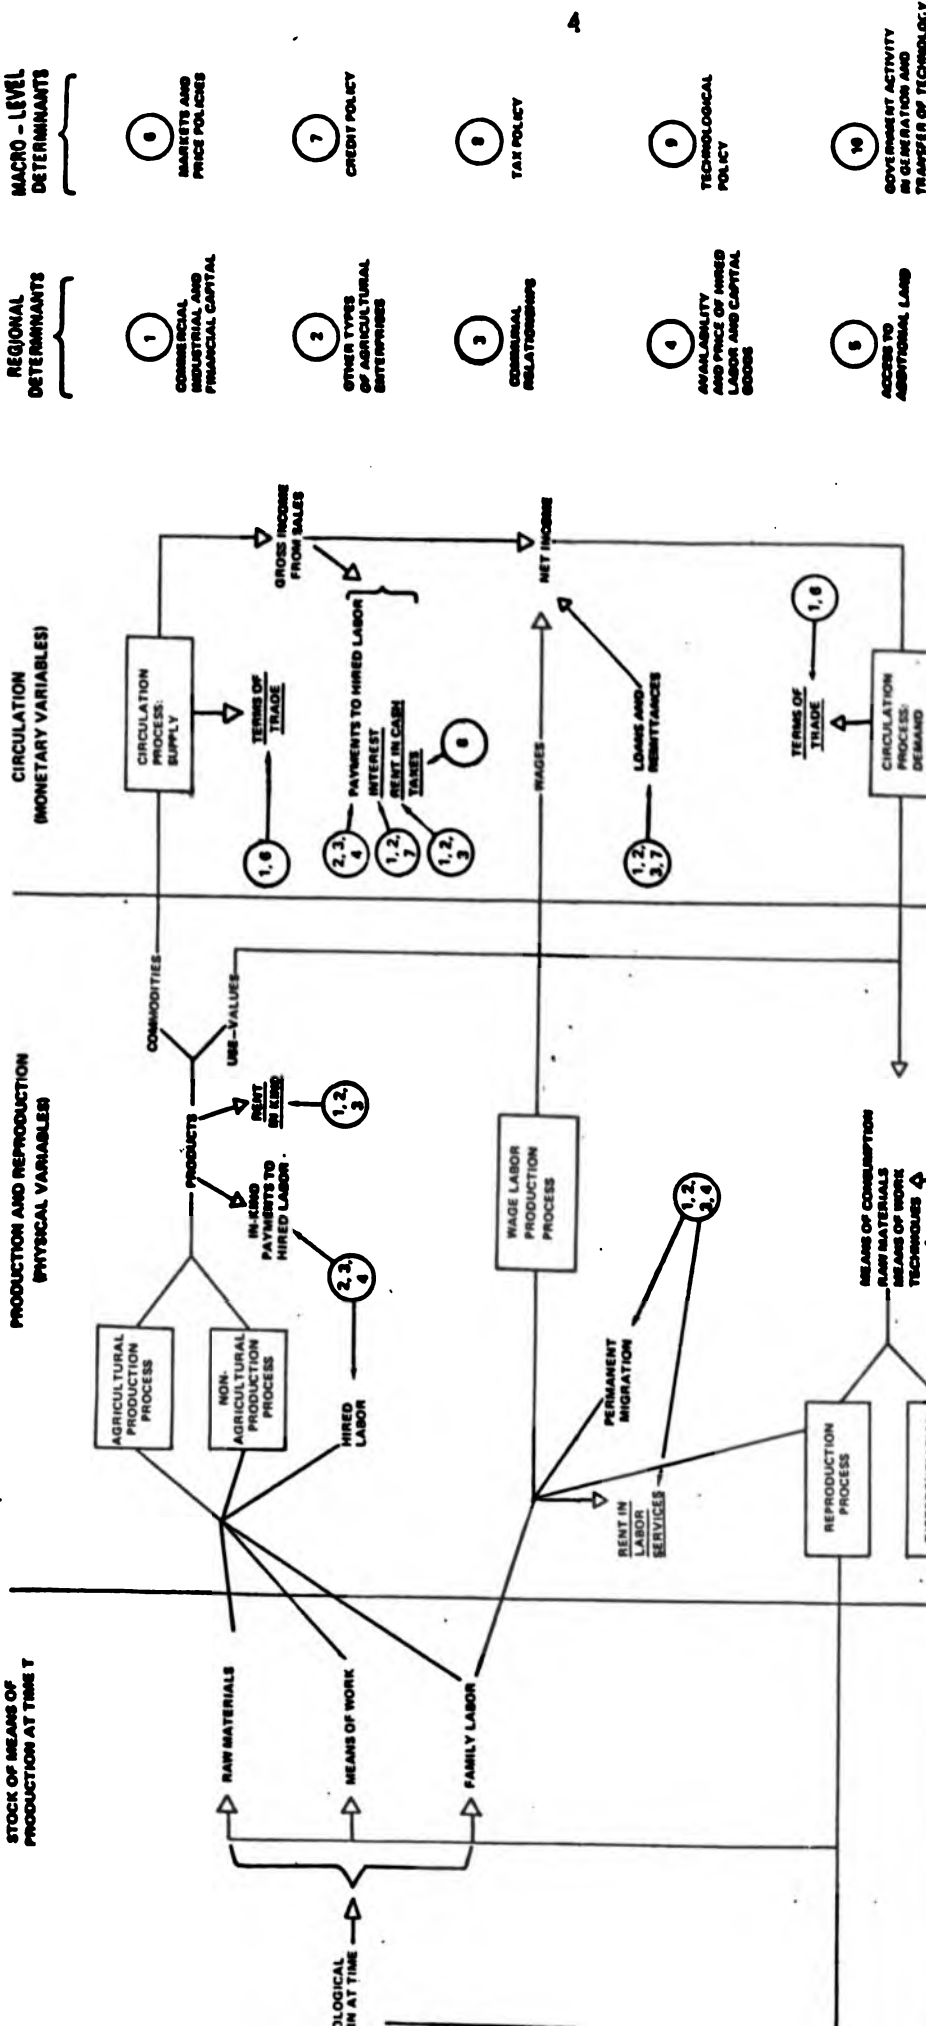 STOCK OF MEANS OF
PRODUCTION AT TIME T
PRODUCTION AND REPRODUCTION
(PHYSICAL VARIABLES)
CIRCULATION
(MONETARY VARIABLES)
REGIONAL
DETERMINANTS
MACRO-LEVEL
DETERMINANTS
IN AT TIME
RAW MATERIALS
MEANS OF WORK
FAMILY LABOR
AGRICULTURAL
PRODUCTION
PROCESS
NON-
AGRICULTURAL
PRODUCTION
PROCESS
HIRED
LABOR
2, 3,
4
IN-KIND
PAYMENTS TO
HIRED LABOR
PRODUCTS
RENT
IN KIND
1, 2,
3
COMMODITIES
USE-VALUES
RENT IN
LABOR
SERVICES
PERMANENT
MIGRATION
1, 2,
3, 4
WAGE LABOR
PRODUCTION
PROCESS
REPRODUCTION
PROCESS
MEANS OF CONSUMPTION
RAW MATERIALS
MEANS OF WORK
TECHNIQUES
CIRCULATION
PROCESS:
SUPPLY
TERMS OF
TRADE
1, 6
GROSS INCOME
FROM SALES
PAYMENTS TO HIRED LABOR
INTEREST
RENT IN CASH
TAXES
2, 3,
4
1, 2,
7
1, 2,
3
8
WAGES
NET INCOME
LOANS AND
REMITTANCES
1, 2,
3, 7
TERMS OF
TRADE
1, 6
CIRCULATION
PROCESS:
DEMAND
1
COMMERCIAL
INDUSTRIAL AND
FINANCIAL CAPITAL
2
OTHER TYPES
OF AGRICULTURAL
ENTERPRISES
3
COMMUNAL
RELATIONSHIPS
4
AVAILABILITY
AND PRICE OF HIRED
LABOR AND CAPITAL
GOODS
5
ACCESS TO
ADDITIONAL LAND
6
MARKETS AND
PRICE POLICIES
7
CREDIT POLICY
8
TAX POLICY
9
TECHNOLOGICAL
POLICY
10
GOVERNMENT ACTIVITY
IN GENERATION AND
TRANSFER OF TECHNOLOGY